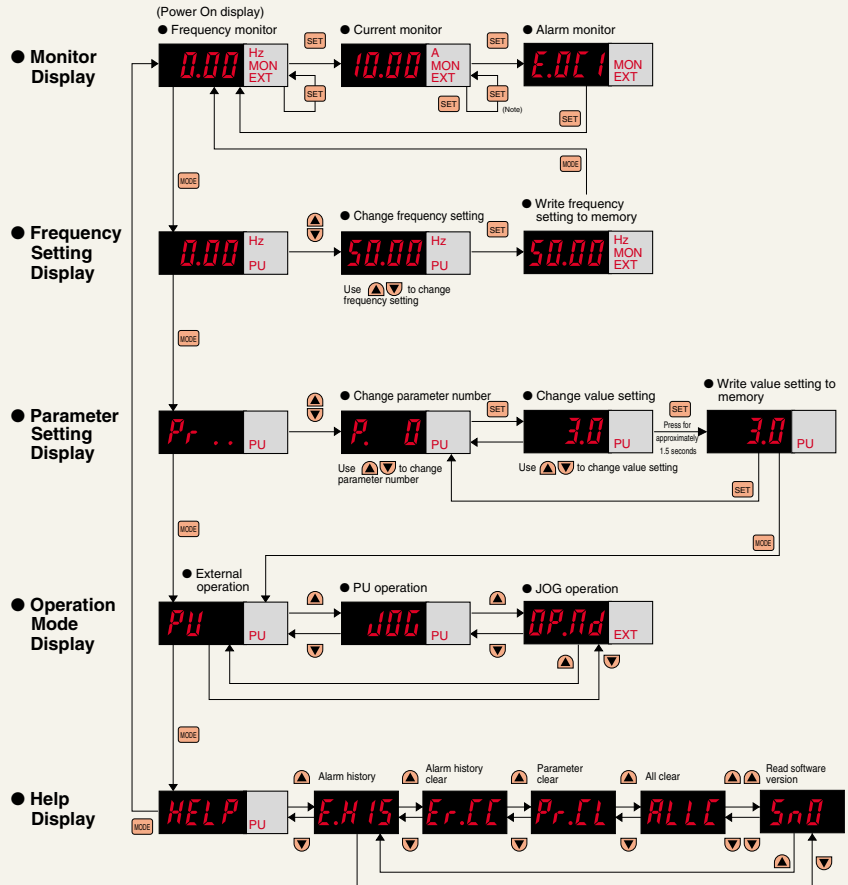 (Power On display)
● Frequency monitor
● Current monitor
● Alarm monitor
● Monitor
Display
0.00
Hz
MON
EXT
SET
SET
10.00
A
MON
EXT
SET
SET
SET
(Note)
E.OC1
MON
EXT
SET
MODE
MODE
● Frequency
Setting
Display
● Change frequency setting
● Write frequency
setting to memory
0.00
Hz
PU
50.00
Hz
PU
SET
50.00
Hz
MON
EXT
Use ▲ ▼ to change
frequency setting
MODE
● Parameter
Setting
Display
● Change parameter number
● Change value setting
● Write value setting to
memory
Pr ..
PU
P. 0
PU
SET
3.0
PU
SET
Press for
approximately
1.5 seconds
3.0
PU
Use ▲ ▼ to change
parameter number
Use ▲ ▼ to change value setting
SET
MODE
MODE
● Operation
Mode
Display
● External
operation
● PU operation
● JOG operation
PU
PU
JOG
PU
OP.nd
EXT
MODE
● Help
Display
Alarm history
Alarm history
clear
Parameter
clear
All clear
Read software
version
HELP
PU
E.HIS
Er.CL
Pr.CL
ALLC
Sn0
MODE